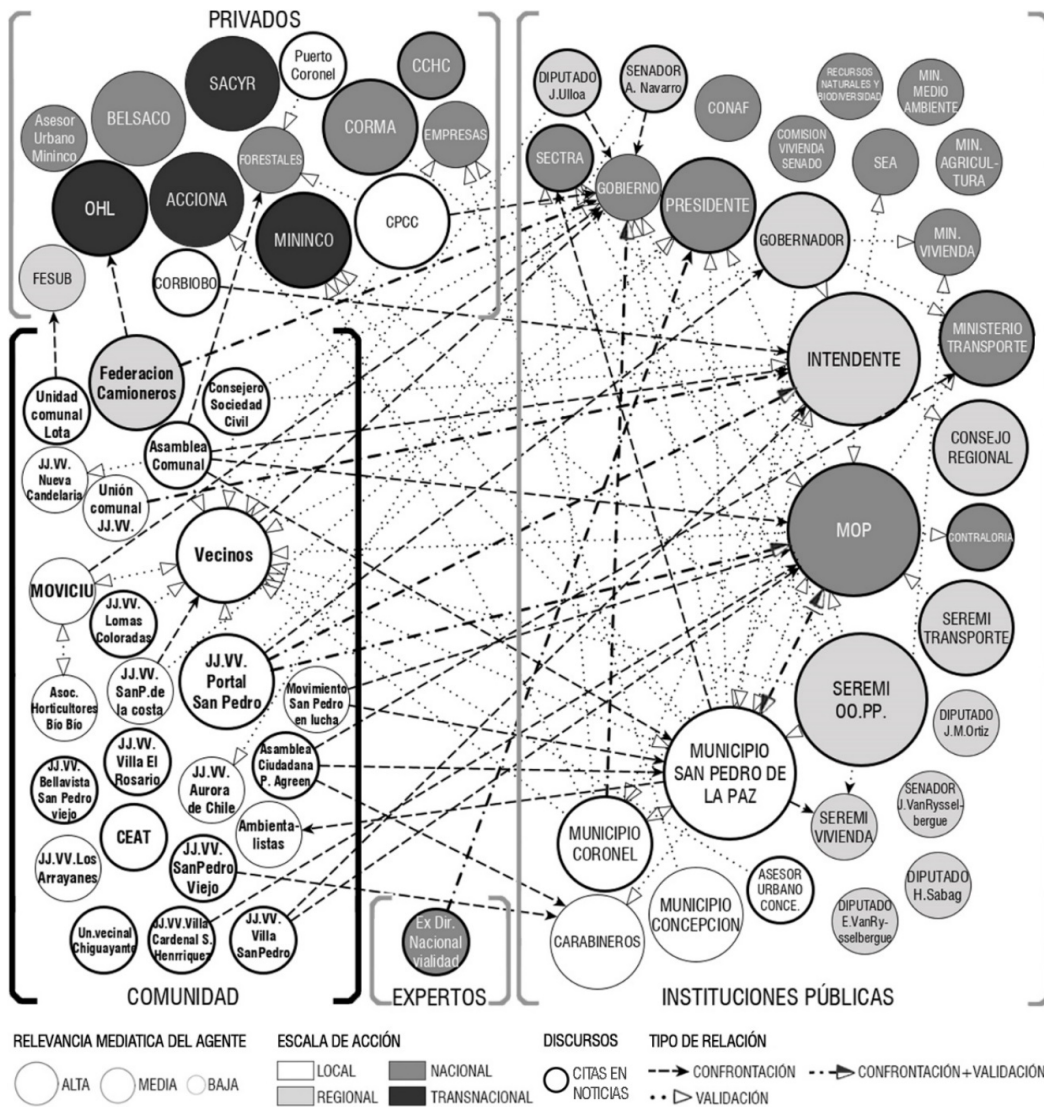 PRIVADOS
Puerto
Coronel
SACYR
CCHC
BELSACO
Asesor
Urbano
Mininco
CORMA
EMPRESAS
FORESTALES
OHL
ACCIONA
CPCC
MININCO
FESUB
CORBIOBO
DIPUTADO
J.Ulloa
SENADOR
A. Navarro
CONAF
RECURSOS
NATURALES Y
BIODIVERSIDAD
MIN.
MEDIO
AMBIENTE
COMISION
VIVIENDA
SENADO
SEA
MIN.
AGRICUL-
TURA
SECTRA
GOBIERNO
PRESIDENTE
GOBERNADOR
MIN.
VIVIENDA
INTENDENTE
MINISTERIO
TRANSPORTE
CONSEJO
REGIONAL
MOP
CONTRALORIA
SEREMI
TRANSPORTE
SEREMI
OO.PP.
DIPUTADO
J.M.Ortiz
MUNICIPIO
SAN PEDRO DE
LA PAZ
SENADOR
J.VanRyssel-
bergue
SEREMI
VIVIENDA
MUNICIPIO
CORONEL
ASESOR
URBANO
CONCE.
DIPUTADO
H.Sabag
MUNICIPIO
CONCEPCION
DIPUTADO
E.VanRy-
sselbergue
CARABINEROS
INSTITUCIONES PÚBLICAS
Federacion
Camioneros
Unidad
comunal
Lota
Consejero
Sociedad
Civil
Asamblea
Comunal
JJ.VV.
Nueva
Candelaria
Unión
comunal
JJ.VV.
Vecinos
MOVICIU
JJ.VV.
Lomas
Coloradas
JJ.VV.
Portal
San Pedro
JJ.VV.
SanP.de
la costa
Asoc.
Horticultores
Bío Bío
Movimiento
San Pedro
en lucha
JJ.VV.
Villa El
Rosario
Asamblea
Ciudadana
P. Agreen
JJ.VV.
Bellavista
San Pedro
viejo
JJ.VV.
Aurora
de Chile
CEAT
Ambienta-
listas
JJ.VV.Los
Arrayanes
JJ.VV.
SanPedro
Viejo
Un.vecinal
Chiguayante
JJ.VV.Villa
Cardenal S.
Henrriquez
JJ.VV.
Villa
SanPedro
COMUNIDAD
Ex Dir.
Nacional
vialidad
EXPERTOS
RELEVANCIA MEDIATICA DEL AGENTE
ALTA
MEDIA
BAJA
ESCALA DE ACCIÓN
LOCAL
NACIONAL
REGIONAL
TRANSNACIONAL
DISCURSOS
CITAS EN
NOTICIAS
TIPO DE RELACIÓN
CONFRONTACIÓN
CONFRONTACIÓN+VALIDACIÓN
VALIDACIÓN